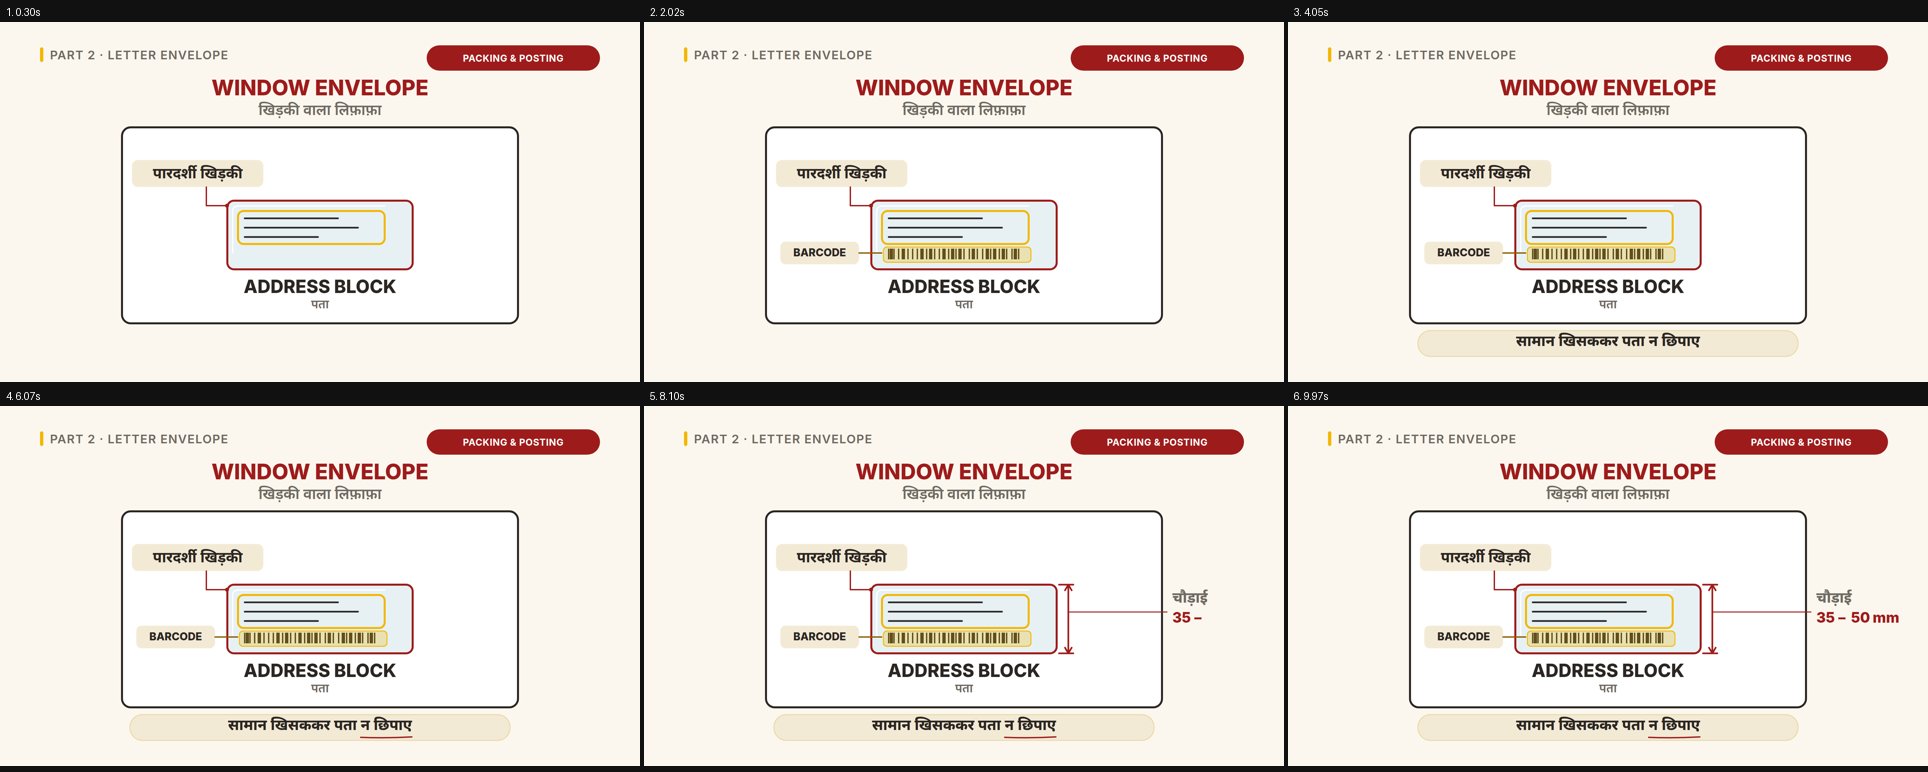 1. 0.30s
PART 2 · LETTER ENVELOPE
PACKING & POSTING
WINDOW ENVELOPE
खिड़की वाला लिफ़ाफ़ा
पारदर्शी खिड़की
ADDRESS BLOCK
पता
2. 2.02s
PART 2 · LETTER ENVELOPE
PACKING & POSTING
WINDOW ENVELOPE
खिड़की वाला लिफ़ाफ़ा
पारदर्शी खिड़की
BARCODE
ADDRESS BLOCK
पता
3. 4.05s
PART 2 · LETTER ENVELOPE
PACKING & POSTING
WINDOW ENVELOPE
खिड़की वाला लिफ़ाफ़ा
पारदर्शी खिड़की
BARCODE
ADDRESS BLOCK
पता
सामान खिसककर पता न छिपाए
4. 6.07s
PART 2 · LETTER ENVELOPE
PACKING & POSTING
WINDOW ENVELOPE
खिड़की वाला लिफ़ाफ़ा
पारदर्शी खिड़की
BARCODE
ADDRESS BLOCK
पता
सामान खिसककर पता न छिपाए
5. 8.10s
PART 2 · LETTER ENVELOPE
PACKING & POSTING
WINDOW ENVELOPE
खिड़की वाला लिफ़ाफ़ा
पारदर्शी खिड़की
चौड़ाई
35 –
BARCODE
ADDRESS BLOCK
पता
सामान खिसककर पता न छिपाए
6. 9.97s
PART 2 · LETTER ENVELOPE
PACKING & POSTING
WINDOW ENVELOPE
खिड़की वाला लिफ़ाफ़ा
पारदर्शी खिड़की
चौड़ाई
35 – 50 mm
BARCODE
ADDRESS BLOCK
पता
सामान खिसककर पता न छिपाए